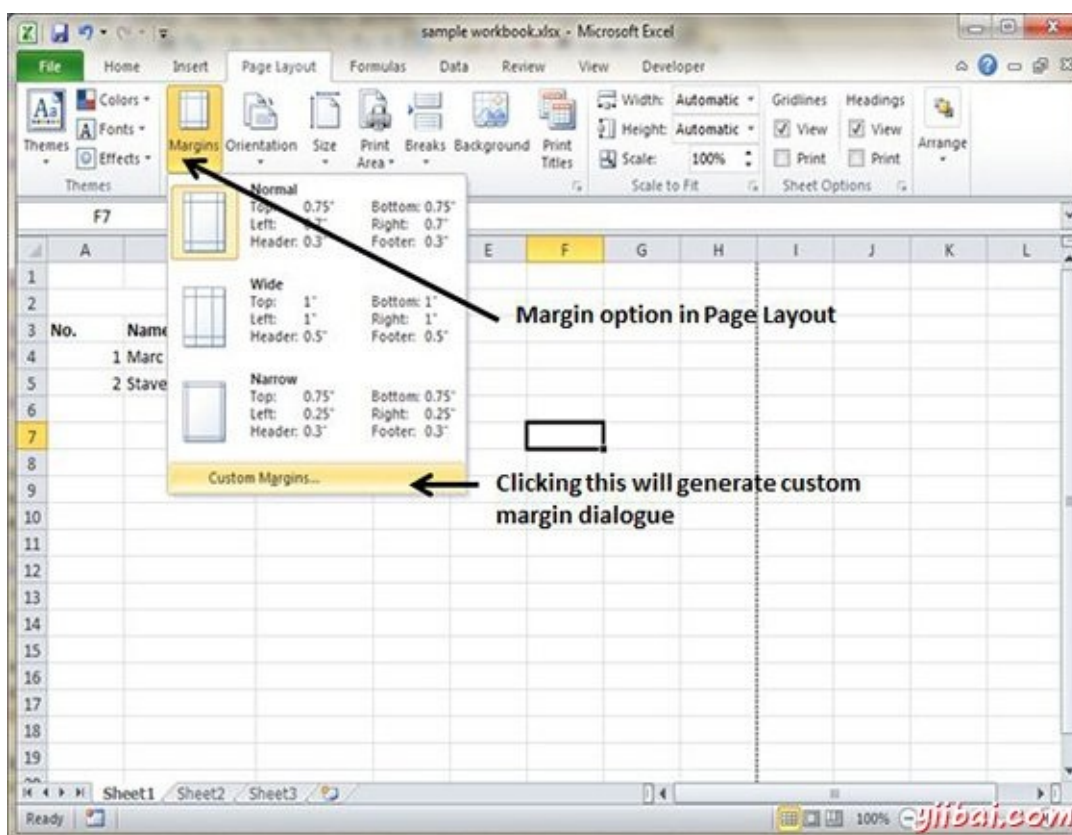 sample workbook.xlsx - Microsoft Excel
File Home Insert Page Layout Formulas Data Review View Developer
Themes
Colors
Fonts
Effects
Margins
Orientation
Size
Print Area
Breaks
Background
Print Titles
Width: Automatic
Height: Automatic
Scale: 100%
Gridlines
View
Print
Headings
View
Print
Arrange
Themes
Scale to Fit
Sheet Options
F7
Normal
Top: 0.75" Bottom: 0.75"
Left: 0.7" Right: 0.7"
Header: 0.3" Footer: 0.3"
Wide
Top: 1" Bottom: 1"
Left: 1" Right: 1"
Header: 0.5" Footer: 0.5"
Narrow
Top: 0.75" Bottom: 0.75"
Left: 0.25" Right: 0.25"
Header: 0.3" Footer: 0.3"
Custom Margins...
A E F G H I J K L
1
2
3 No. Name
4 1 Marc
5 2 Stave
6
7
8
9
10
11
12
13
14
15
16
17
18
19
Margin option in Page Layout
Clicking this will generate custom
margin dialogue
Sheet1 Sheet2 Sheet3
Ready 100%
yiibai.com